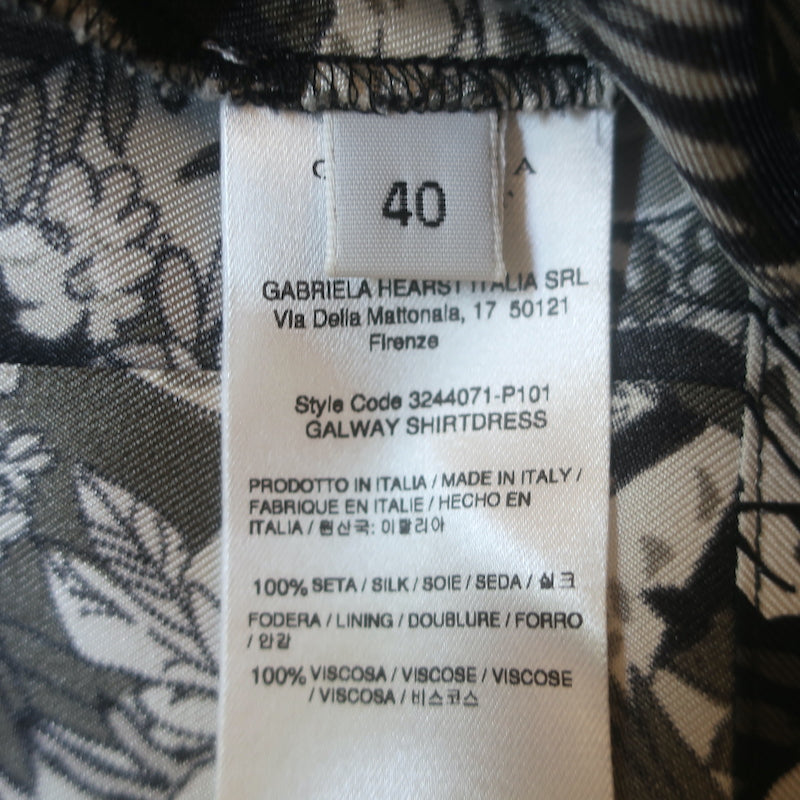 40
GABRIELA HEARST ITALIA SRL
Via Della Mattonaia, 17 50121
Firenze
Style Code 3244071-P101
GALWAY SHIRTDRESS
PRODOTTO IN ITALIA / MADE IN ITALY /
FABRIQUE EN ITALIE / HECHO EN
ITALIA / 원산국: 이탈리아
100% SETA / SILK / SOIE / SEDA / 실크
FODERA / LINING / DOUBLURE / FORRO
/ 안감
100% VISCOSA / VISCOSE / VISCOSE
/ VISCOSA / 비스코스